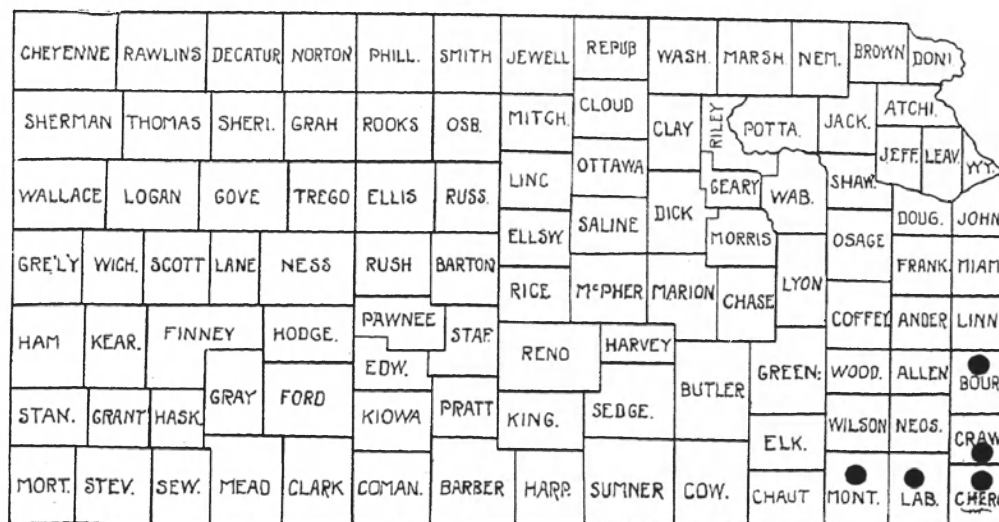 CHEYENNE RAWLINS DECATUR NORTON PHILL. SMITH JEWELL REPUB WASH. MARSH. NEM. BROWN DONI.
SHERMAN THOMAS SHERI. GRAH ROOKS OSB. MITCH. CLOUD CLAY RILEY POTTA. JACK. ATCHI.
JEFF. LEAV. WY.
WALLACE LOGAN GOVE TREGO ELLIS RUSS. LINC OTTAWA DICK GEARY WAB. SHAW. DOUG. JOHN
ELLSW. SALINE MORRIS OSAGE
GRE'LY WICH. SCOTT LANE NESS RUSH BARTON RICE McPHER MARION CHASE LYON FRANK. MIAM
HAM KEAR. FINNEY HODGE. PAWNEE STAF. RENO HARVEY COFFEY ANDER LINN
EDW. BUTLER GREEN: WOOD. ALLEN BOUR
STAN. GRANT HASK. GRAY FORD KIOWA PRATT KING. SEDGE. ELK. WILSON NEOS. CRAW
MORT. STEV. SEW. MEAD CLARK COMAN. BARBER HARP. SUMNER COW. CHAUT MONT. LAB. CHER